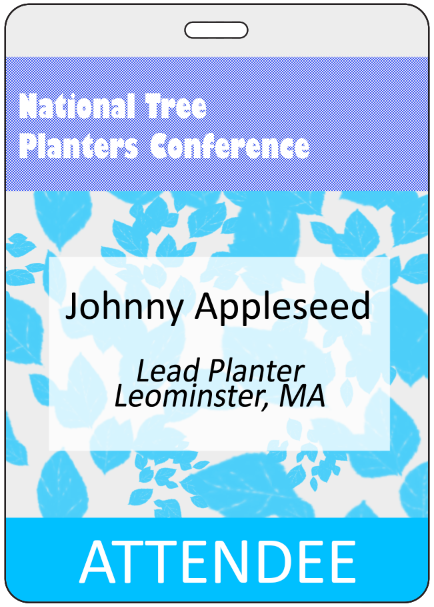 National Tree
Planters Conference
Johnny Appleseed
Lead Planter
Leominster, MA
ATTENDEE